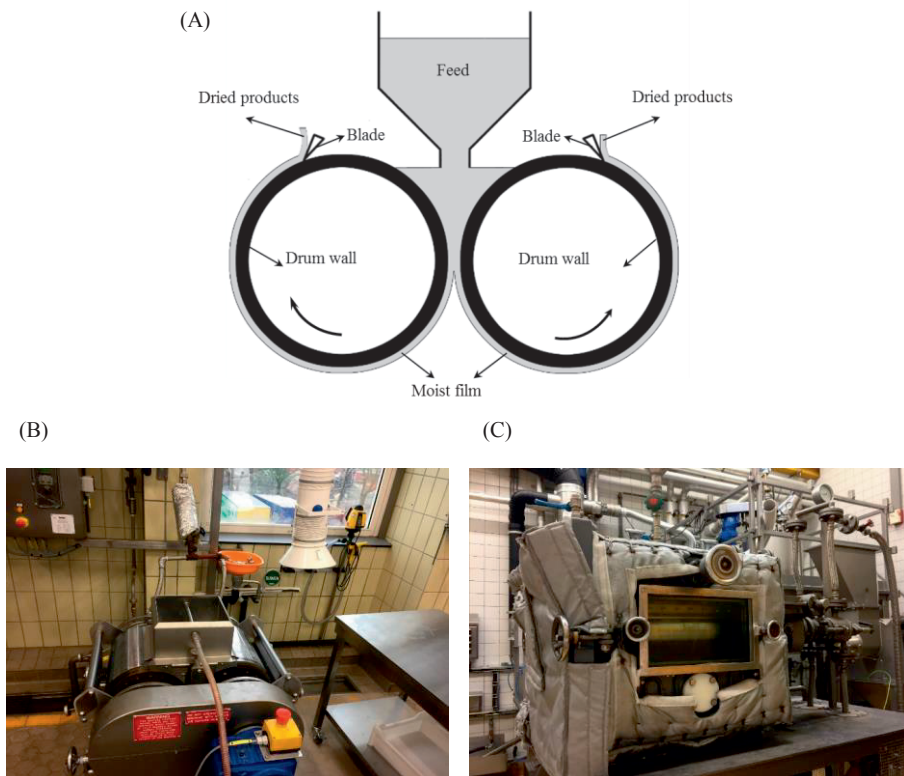 (A)
Feed
Dried products
Dried products
Blade
Blade
Drum wall
Drum wall
Moist film
(B)
(C)